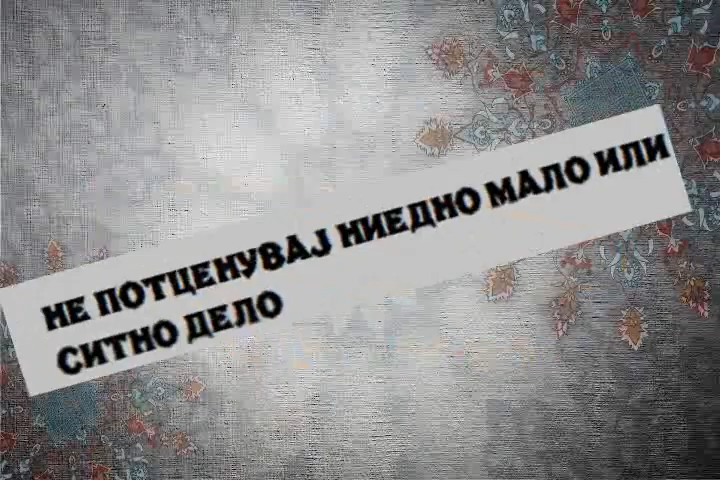 НЕ ПОТЦЕНУВАЈ НИЕДНО МАЛО ИЛИ
СИТНО ДЕЛО